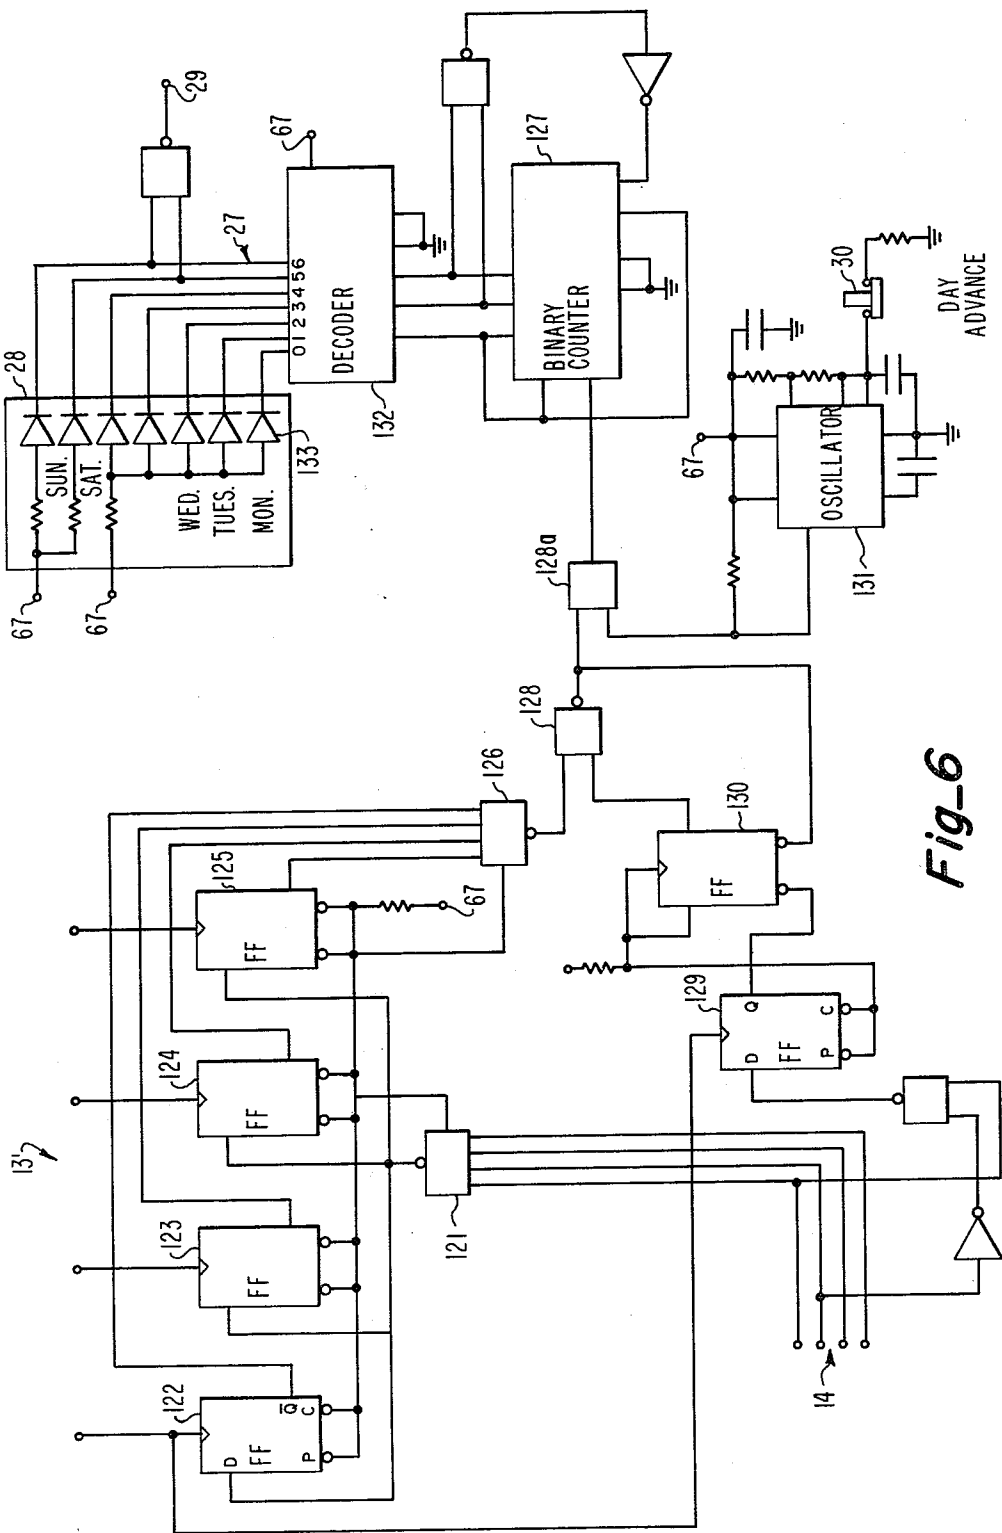 28
67
67
SUN.
SAT.
WED.
TUES.
MON.
133
29
27
0 1 2 3 4 5 6
DECODER
67
132
127
BINARY
COUNTER
128a
67
OSCILLATOR
131
30
DAY
ADVANCE
13'
122
D
FF
P
Q̅
C
123
FF
124
FF
125
FF
67
126
128
121
14
129
D
Q
FF
P
C
130
FF
Fig_6